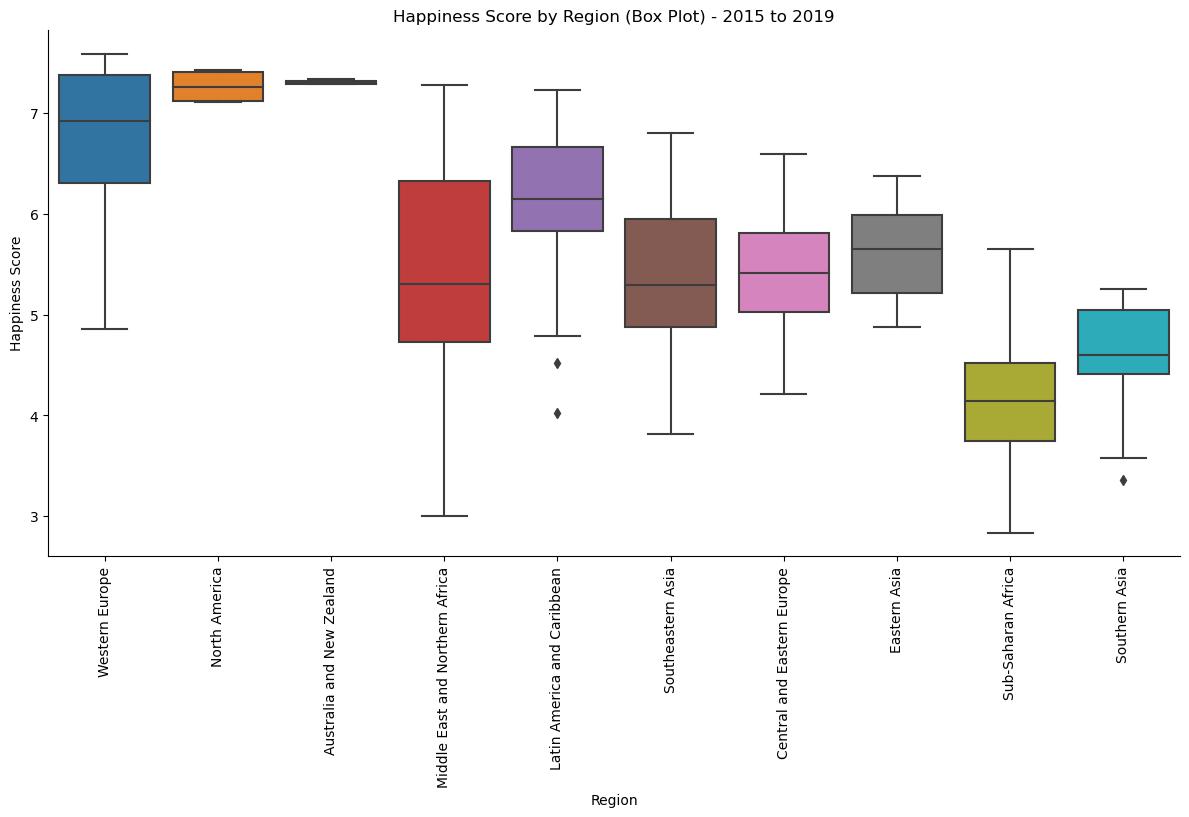 Happiness Score by Region (Box Plot) - 2015 to 2019
Happiness Score
7
6
5
4
3
Western Europe
North America
Australia and New Zealand
Middle East and Northern Africa
Latin America and Caribbean
Southeastern Asia
Central and Eastern Europe
Eastern Asia
Sub-Saharan Africa
Southern Asia
Region